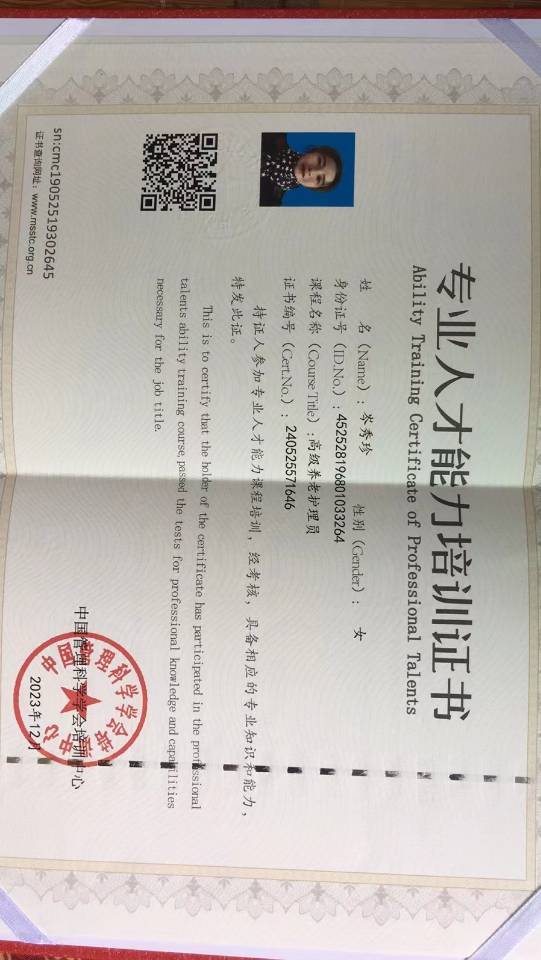 专业人才能力培训证书
Ability Training Certificate of Professional Talents
姓 名（Name）：岑秀珍 性别（Gender）： 女
身份证号（ID.No.）：452528196801033264
课程名称（Course Title）：高级养老护理员
证书编号（Cert.No.）：240525571646
持证人参加专业人才能力课程培训，经考核，具备相应的专业知识和能力，
特发此证。
This is to certify that the holder of the certificate has participated in the professional
talents ability training course, passed the tests for professional knowledge and capabilities
necessary for the job title.
sn:cmc19052519302645
证书查询网址：www.msstc.org.cn
中国管理科学学会培训中心
2023年12月